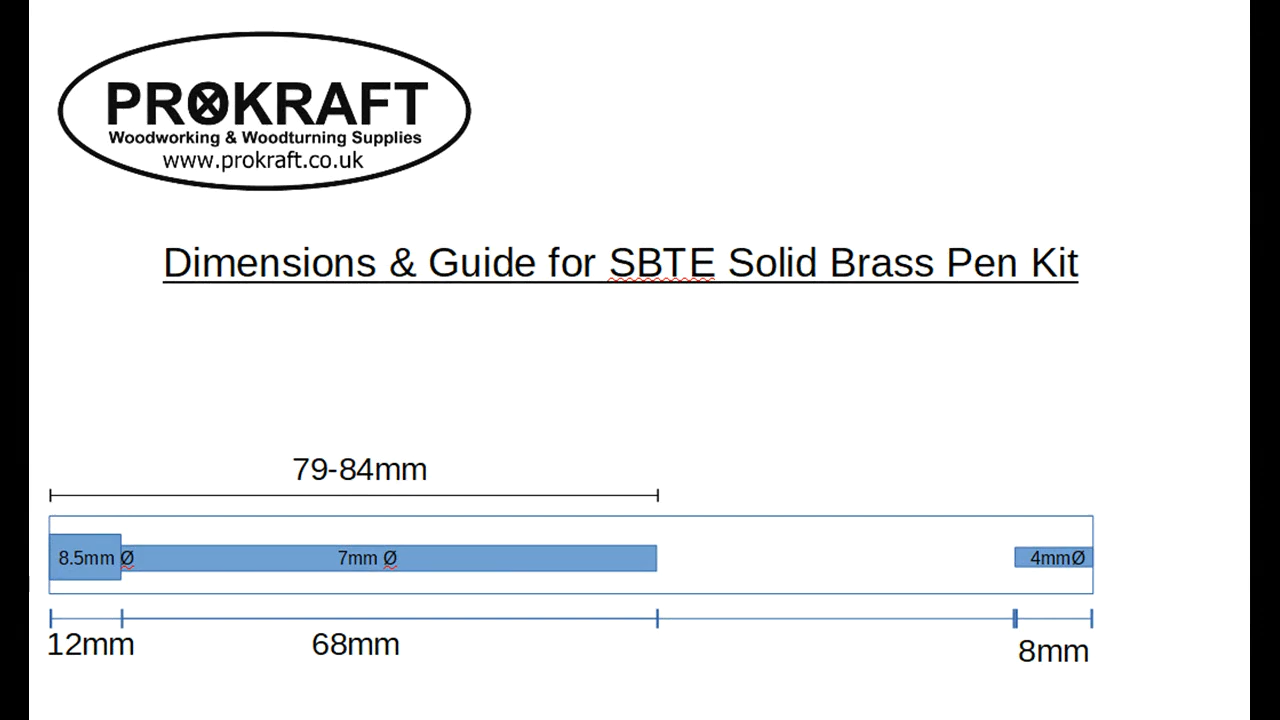 PROKRAFT
Woodworking & Woodturning Supplies
www.prokraft.co.uk
Dimensions & Guide for SBTE Solid Brass Pen Kit
79-84mm
8.5mm Ø
7mm Ø
4mmØ
12mm
68mm
8mm